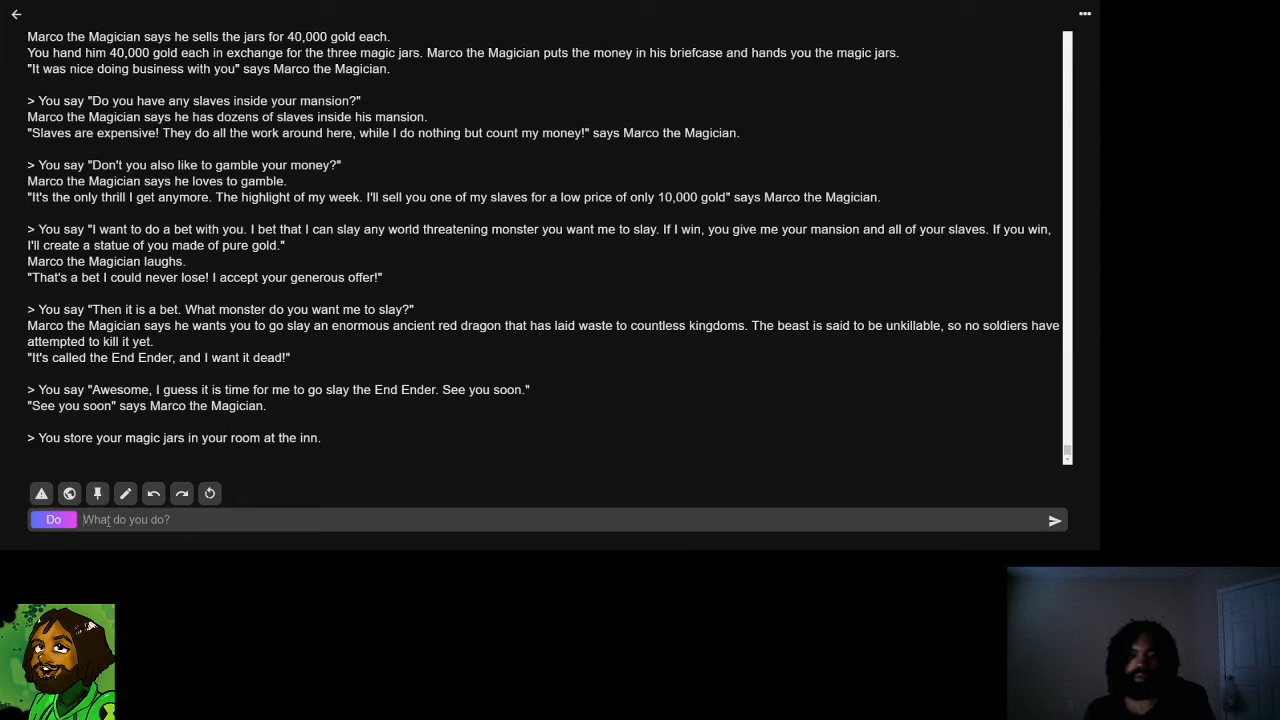 Marco the Magician says he sells the jars for 40,000 gold each.
You hand him 40,000 gold each in exchange for the three magic jars. Marco the Magician puts the money in his briefcase and hands you the magic jars.
"It was nice doing business with you" says Marco the Magician.
> You say "Do you have any slaves inside your mansion?"
Marco the Magician says he has dozens of slaves inside his mansion.
"Slaves are expensive! They do all the work around here, while I do nothing but count my money!" says Marco the Magician.
> You say "Don't you also like to gamble your money?"
Marco the Magician says he loves to gamble.
"It's the only thrill I get anymore. The highlight of my week. I'll sell you one of my slaves for a low price of only 10,000 gold" says Marco the Magician.
> You say "I want to do a bet with you. I bet that I can slay any world threatening monster you want me to slay. If I win, you give me your mansion and all of your slaves. If you win,
I'll create a statue of you made of pure gold."
Marco the Magician laughs.
"That's a bet I could never lose! I accept your generous offer!"
> You say "Then it is a bet. What monster do you want me to slay?"
Marco the Magician says he wants you to go slay an enormous ancient red dragon that has laid waste to countless kingdoms. The beast is said to be unkillable, so no soldiers have
attempted to kill it yet.
"It's called the End Ender, and I want it dead!"
> You say "Awesome, I guess it is time for me to go slay the End Ender. See you soon."
"See you soon" says Marco the Magician.
> You store your magic jars in your room at the inn.
Do What do you do?